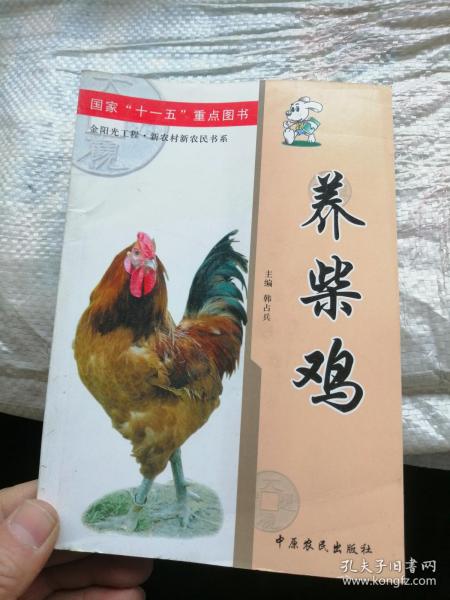 国家“十一五”重点图书
金阳光工程·新农村新农民书系
养柴鸡
主编 韩占兵
中原农民出版社
孔夫子旧书网
kongfz.com